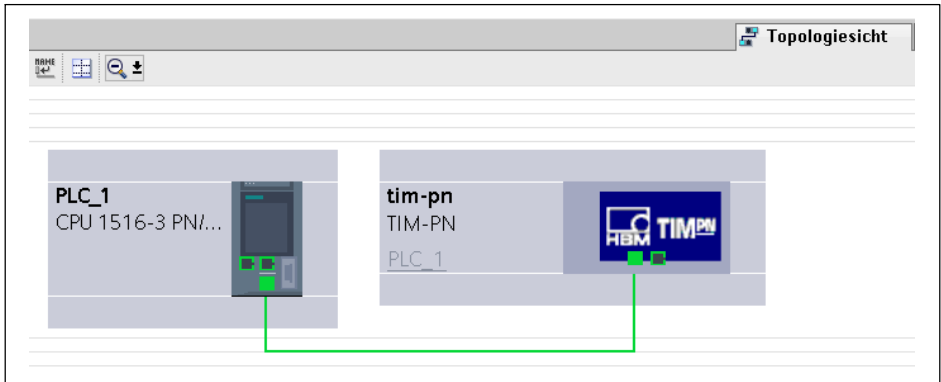 Topologiesicht
NAME
PLC_1
CPU 1516-3 PN/...
tim-pn
TIM-PN
PLC_1
HBM TIM PN